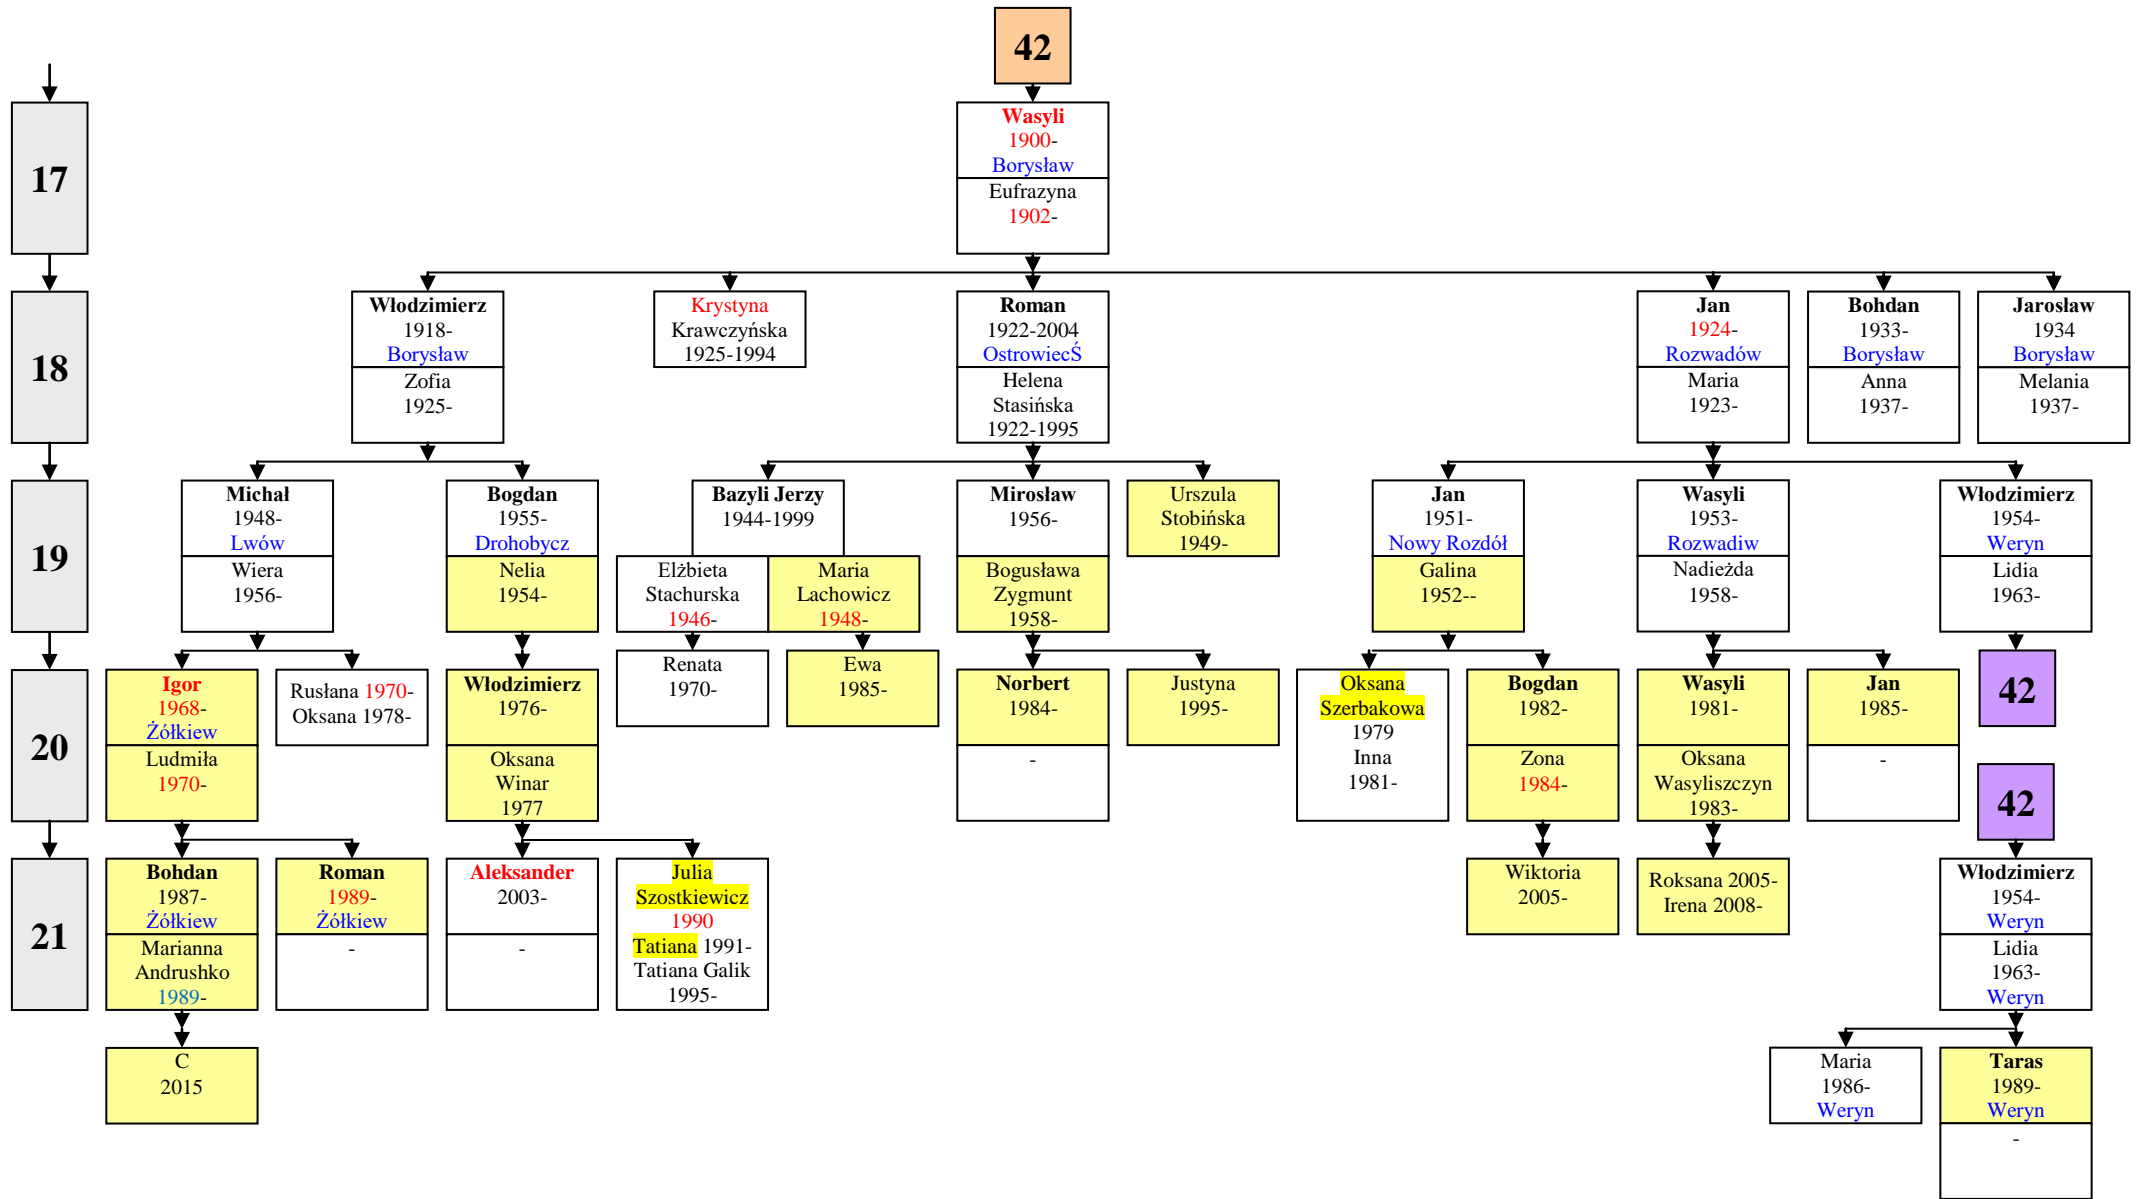 42
17
Wasyli
1900-
Borysław
Eufrazyna
1902-
18
Włodzimierz
1918-
Borysław
Zofia
1925-
Krystyna
Krawczyńska
1925-1994
Roman
1922-2004
OstrowiecŚ
Helena
Stasińska
1922-1995
Jan
1924-
Rozwadów
Maria
1923-
Bohdan
1933-
Borysław
Anna
1937-
Jarosław
1934
Borysław
Melania
1937-
19
Michał
1948-
Lwów
Wiera
1956-
Bogdan
1955-
Drohobycz
Nelia
1954-
Bazyli Jerzy
1944-1999
Elżbieta
Stachurska
1946-
Maria
Lachowicz
1948-
Mirosław
1956-
Bogusława
Zygmunt
1958-
Urszula
Stobińska
1949-
Jan
1951-
Nowy Rozdół
Galina
1952--
Wasyli
1953-
Rozwadiw
Nadieżda
1958-
Włodzimierz
1954-
Weryn
Lidia
1963-
20
Igor
1968-
Żółkiew
Ludmiła
1970-
Rusłana 1970-
Oksana 1978-
Włodzimierz
1976-
Oksana
Winar
1977
Renata
1970-
Ewa
1985-
Norbert
1984-
-
Justyna
1995-
Oksana
Szerbakowa
1979
Inna
1981-
Bogdan
1982-
Zona
1984-
Wasyli
1981-
Oksana
Wasyliszczyn
1983-
Jan
1985-
-
42
42
21
Bohdan
1987-
Żółkiew
Marianna
Andrushko
1989-
Roman
1989-
Żółkiew
-
Aleksander
2003-
-
Julia
Szostkiewicz
1990
Tatiana 1991-
Tatiana Galik
1995-
Wiktoria
2005-
Roksana 2005-
Irena 2008-
Włodzimierz
1954-
Weryn
Lidia
1963-
Weryn
C
2015
Maria
1986-
Weryn
Taras
1989-
Weryn
-